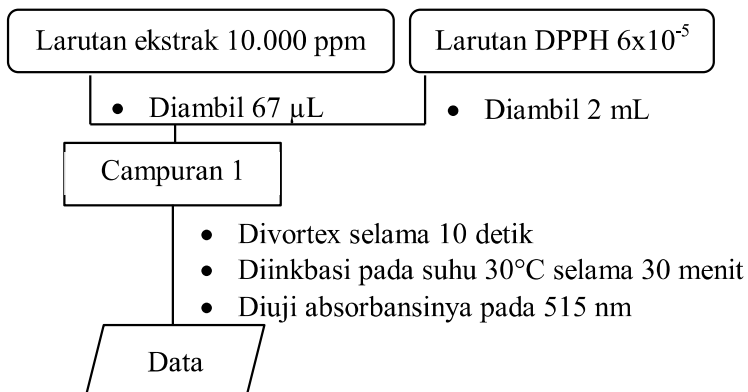 Larutan ekstrak 10.000 ppm
Larutan DPPH 6x10⁻⁵
• Diambil 67 µL
• Diambil 2 mL
Campuran 1
• Divortex selama 10 detik
• Diinkbasi pada suhu 30°C selama 30 menit
• Diuji absorbansinya pada 515 nm
Data